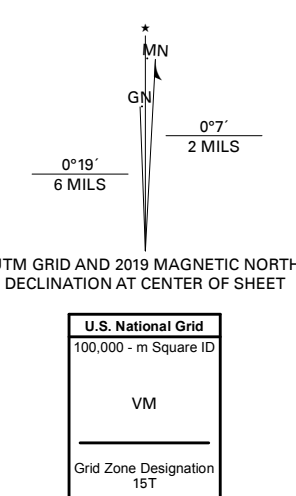 ★
MN
GN
0°7´
2 MILS
0°19´
6 MILS
UTM GRID AND 2019 MAGNETIC NORTH
DECLINATION AT CENTER OF SHEET
U.S. National Grid
100,000 - m Square ID
VM
Grid Zone Designation
15T